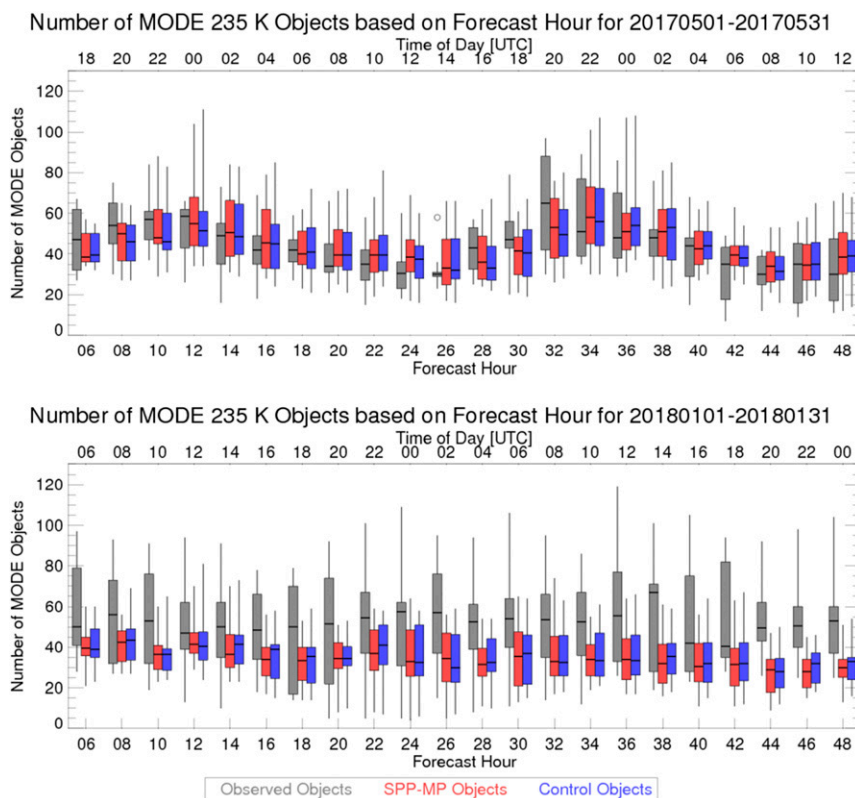 Number of MODE 235 K Objects based on Forecast Hour for 20170501-20170531
Time of Day [UTC]
18 20 22 00 02 04 06 08 10 12 14 16 18 20 22 00 02 04 06 08 10 12
120
100
80
60
40
20
0
Number of MODE Objects
06 08 10 12 14 16 18 20 22 24 26 28 30 32 34 36 38 40 42 44 46 48
Forecast Hour
Number of MODE 235 K Objects based on Forecast Hour for 20180101-20180131
Time of Day [UTC]
06 08 10 12 14 16 18 20 22 00 02 04 06 08 10 12 14 16 18 20 22 00
120
100
80
60
40
20
0
Number of MODE Objects
06 08 10 12 14 16 18 20 22 24 26 28 30 32 34 36 38 40 42 44 46 48
Forecast Hour
Observed Objects SPP-MP Objects Control Objects